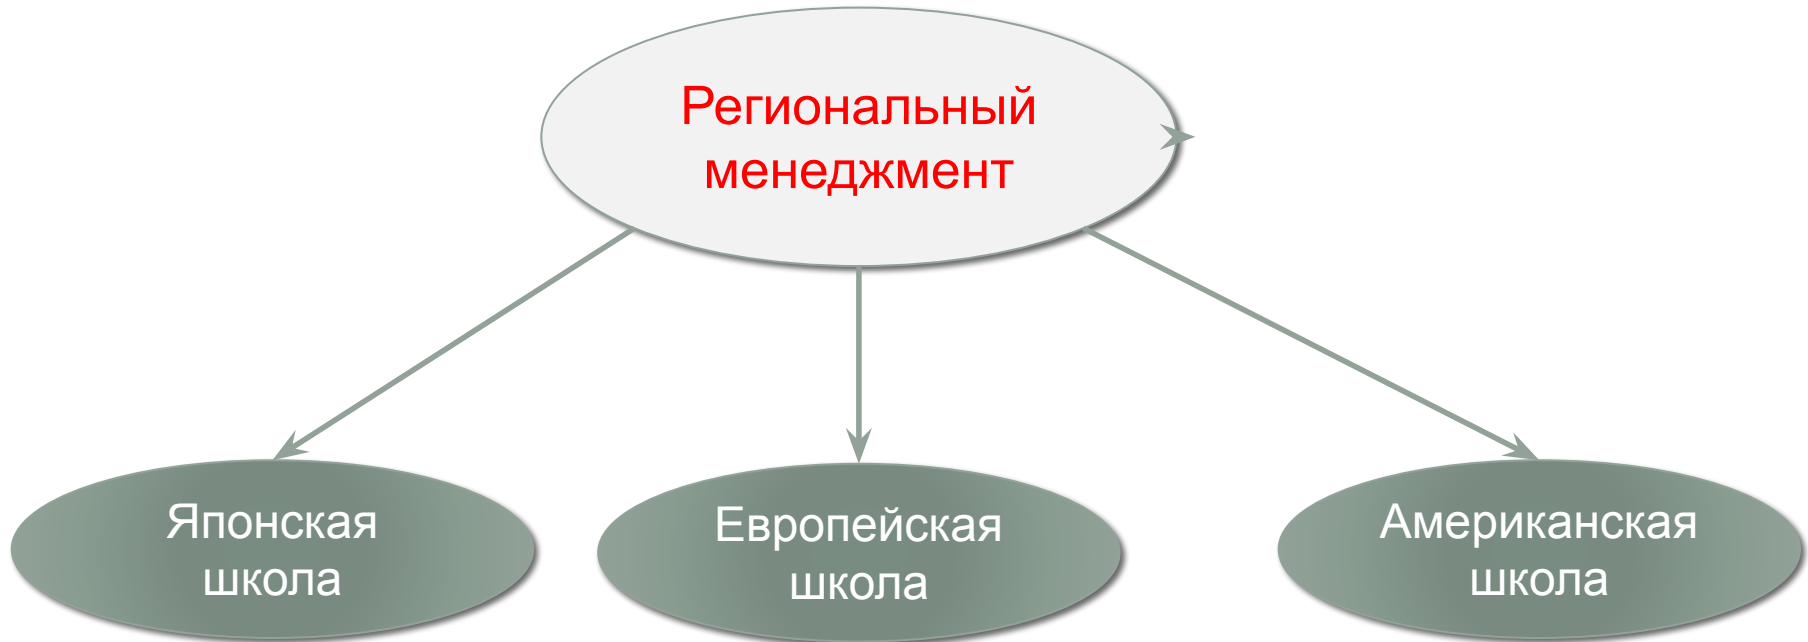 Региональный
менеджмент
Японская
школа
Европейская
школа
Американская
школа